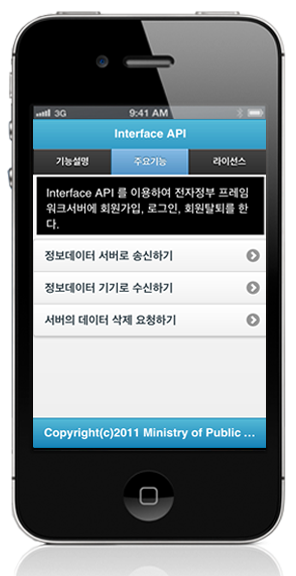 3G 9:41 AM
Interface API
기능설명 주요기능 라이선스
Interface API 를 이용하여 전자정부 프레임
워크서버에 회원가입, 로그인, 회원탈퇴를 한
다.
정보데이터 서버로 송신하기
정보데이터 기기로 수신하기
서버의 데이터 삭제 요청하기
Copyright(c)2011 Ministry of Public ...